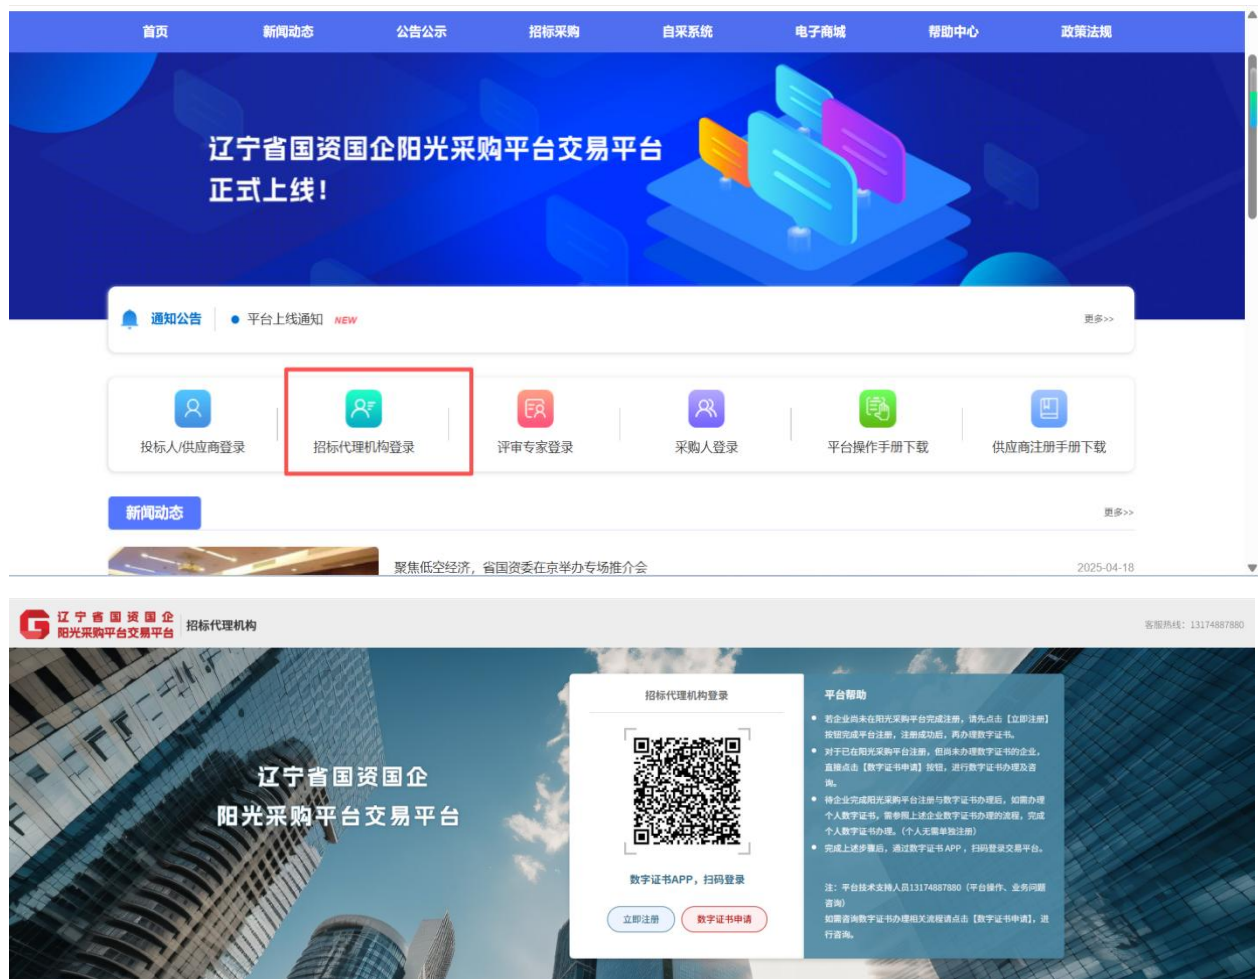 首页 新闻动态 公告公示 招标采购 自采系统 电子商城 帮助中心 政策法规
辽宁省国资国企阳光采购平台交易平台
正式上线！
通知公告 平台上线通知 NEW 更多>>
投标人/供应商登录 招标代理机构登录 评审专家登录 采购人登录 平台操作手册下载 供应商注册手册下载
新闻动态 更多>>
聚焦低空经济，省国资委在京举办专场推介会 2025-04-18
辽宁省国资国企
阳光采购平台交易平台
招标代理机构
客服热线：13174887880
辽宁省国资国企
阳光采购平台交易平台
招标代理机构登录
数字证书APP，扫码登录
立即注册 数字证书申请
平台帮助
若企业尚未在阳光采购平台完成注册，请先点击【立即注册】
按钮完成平台注册，注册成功后，再办理数字证书。
对于已在阳光采购平台注册，但尚未办理数字证书的企业，
直接点击【数字证书申请】按钮，进行数字证书办理及咨
询。
待企业完成阳光采购平台注册与数字证书办理后，如需办理
个人数字证书，需参照上述企业数字证书办理的流程，完成
个人数字证书办理。（个人无需单独注册）
完成上述步骤后，通过数字证书 APP ，扫码登录交易平台。
注：平台技术支持人员13174887880（平台操作、业务问题
咨询）
如需咨询数字证书办理相关流程请点击【数字证书申请】，进
行咨询。